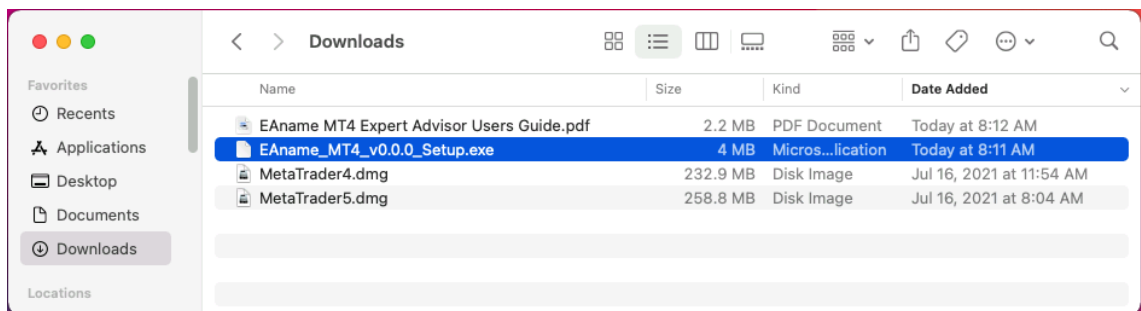 Downloads
Favorites
Recents
Applications
Desktop
Documents
Downloads
Locations
Name Size Kind Date Added
EAname MT4 Expert Advisor Users Guide.pdf 2.2 MB PDF Document Today at 8:12 AM
EAname_MT4_v0.0.0_Setup.exe 4 MB Micros...lication Today at 8:11 AM
MetaTrader4.dmg 232.9 MB Disk Image Jul 16, 2021 at 11:54 AM
MetaTrader5.dmg 258.8 MB Disk Image Jul 16, 2021 at 8:04 AM